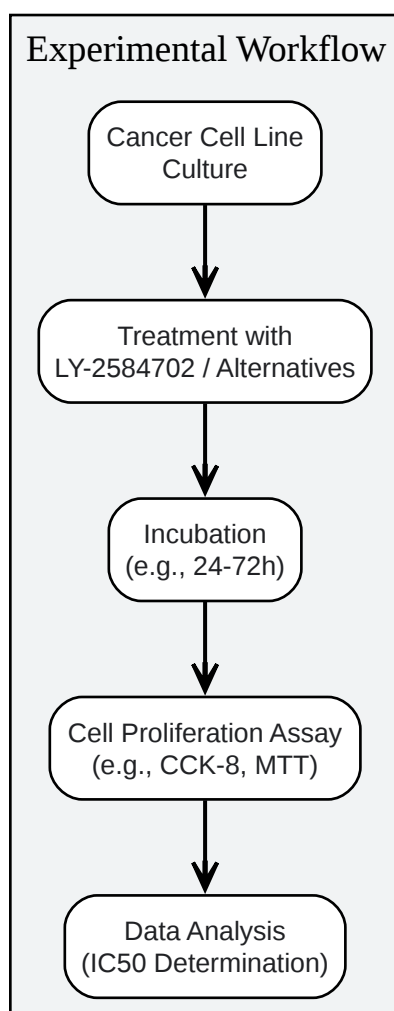 Experimental Workflow
Cancer Cell Line
Culture
Treatment with
LY-2584702 / Alternatives
Incubation
(e.g., 24-72h)
Cell Proliferation Assay
(e.g., CCK-8, MTT)
Data Analysis
(IC50 Determination)